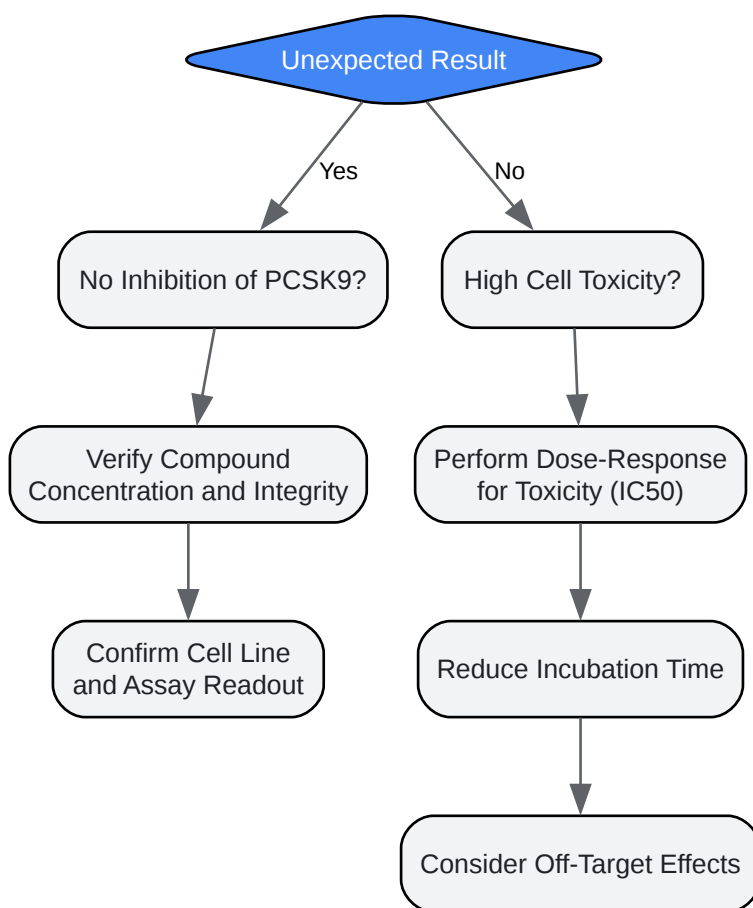 Unexpected Result
Yes
No
No Inhibition of PCSK9?
High Cell Toxicity?
Verify Compound
Concentration and Integrity
Perform Dose-Response
for Toxicity (IC50)
Confirm Cell Line
and Assay Readout
Reduce Incubation Time
Consider Off-Target Effects